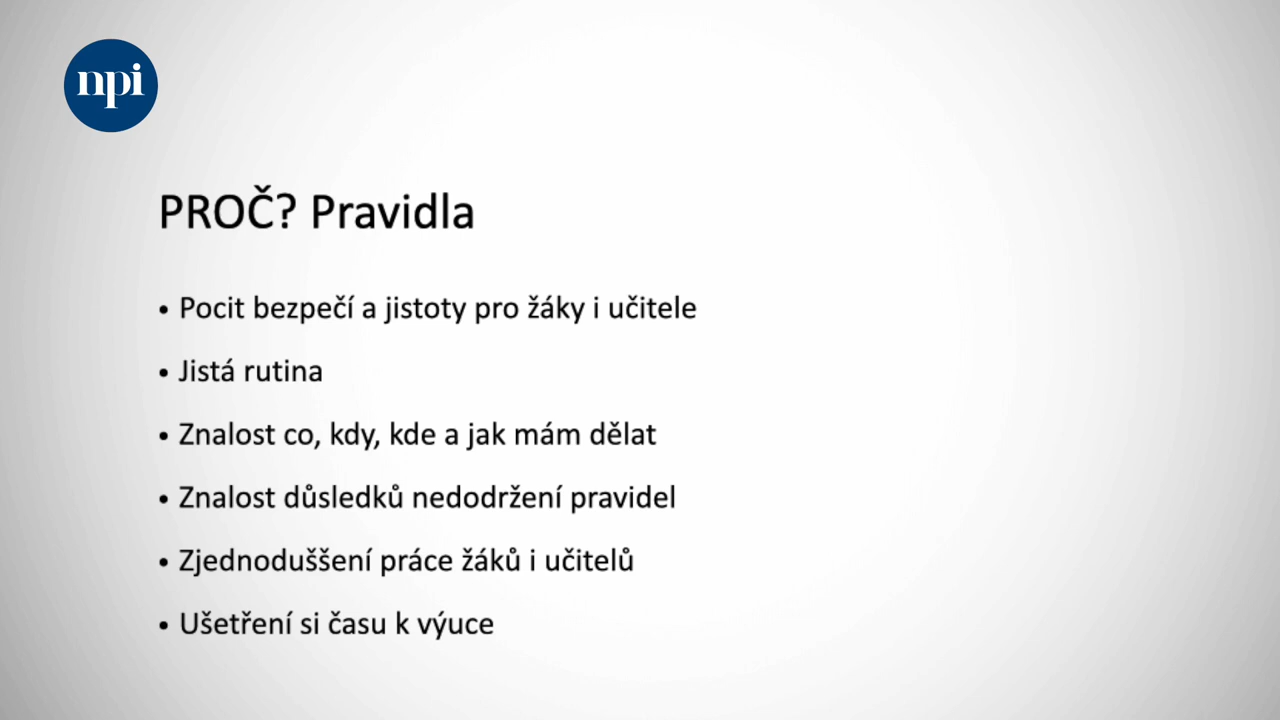 npi
PROČ? Pravidla
• Pocit bezpečí a jistoty pro žáky i učitele
• Jistá rutina
• Znalost co, kdy, kde a jak mám dělat
• Znalost důsledků nedodržení pravidel
• Zjednoduššení práce žáků i učitelů
• Ušetření si času k výuce